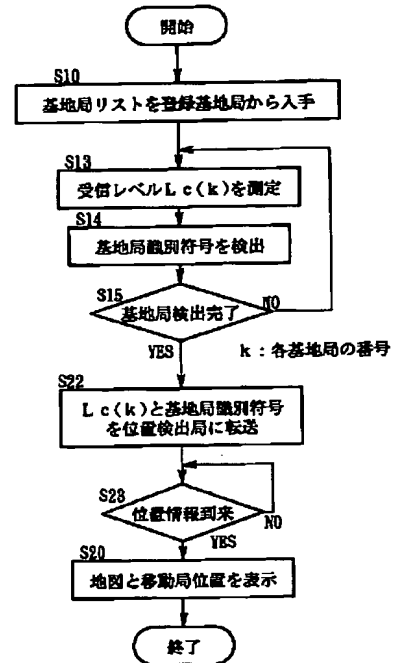 開始
S10
基地局リストを登録基地局から入手
S13
受信レベルLc(k)を測定
S14
基地局識別符号を検出
S15
基地局検出完了
NO
YES
k:各基地局の番号
S22
Lc(k)と基地局識別符号
を位置検出局に転送
S23
位置情報到来
NO
YES
S20
地図と移動局位置を表示
終了